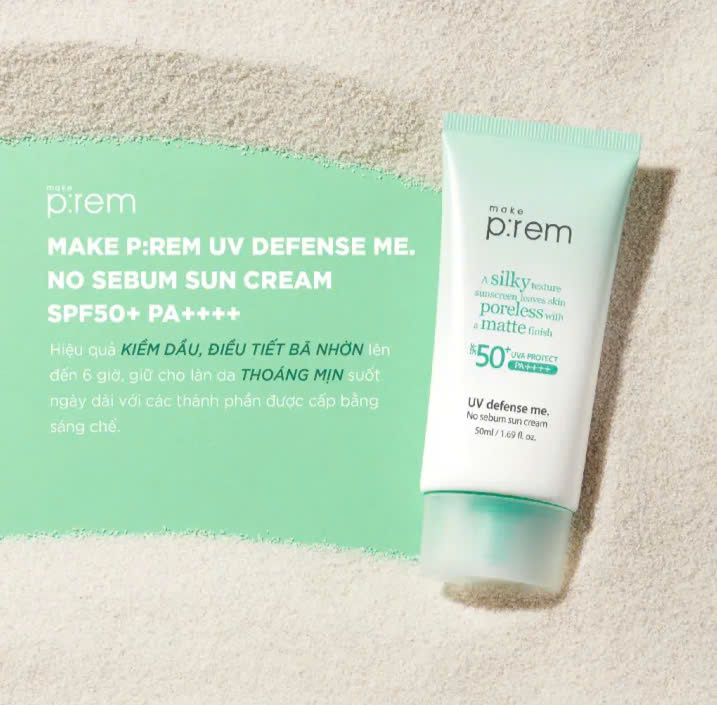 make
p:rem
MAKE P:REM UV DEFENSE ME.
NO SEBUM SUN CREAM
SPF50+ PA++++
Hiệu quả KIỀM DẦU, ĐIỀU TIẾT BÃ NHỜN lên
đến 6 giờ, giữ cho làn da THOÁNG MỊN suốt
ngày dài với các thành phần được cấp bằng
sáng chế.
make
p:rem
A silky texture
sunscreen leaves skin
poreless with
a matte finish
SPF 50+ UVA PROTECT
PA++++
UV defense me.
No sebum sun cream
50ml / 1.69 fl. oz.